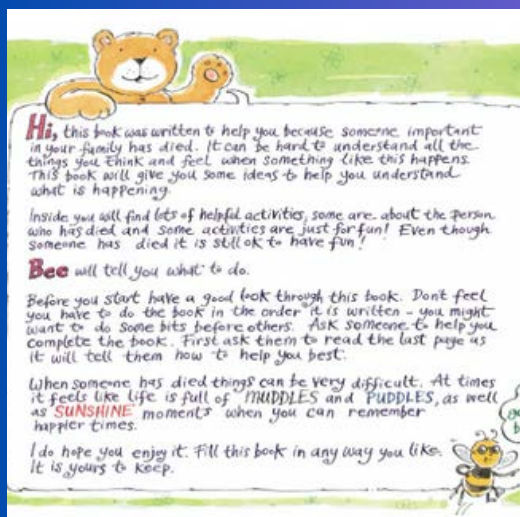 Hi, this book was written to help you because someone important
in your family has died. It can be hard to understand all the
things you think and feel when something like this happens.
This book will give you some ideas to help you understand
what is happening.
Inside you will find lots of helpful activities, some are about the person
who has died and some activities are just for fun! Even though
someone has died it is still ok to have fun!
Bee will tell you what to do.
Before you start have a good look through this book. Don't feel
you have to do the book in the order it is written - you might
want to do some bits before others. Ask someone to help you
complete the book. First ask them to read the last page as
it will tell them how to help you best.
When someone has died things can be very difficult. At times
it feels like life is full of MUDDLES and PUDDLES, as well
as SUNSHINE moments when you can remember
happier times.
I do hope you enjoy it. Fill this book in any way you like.
It is yours to keep.